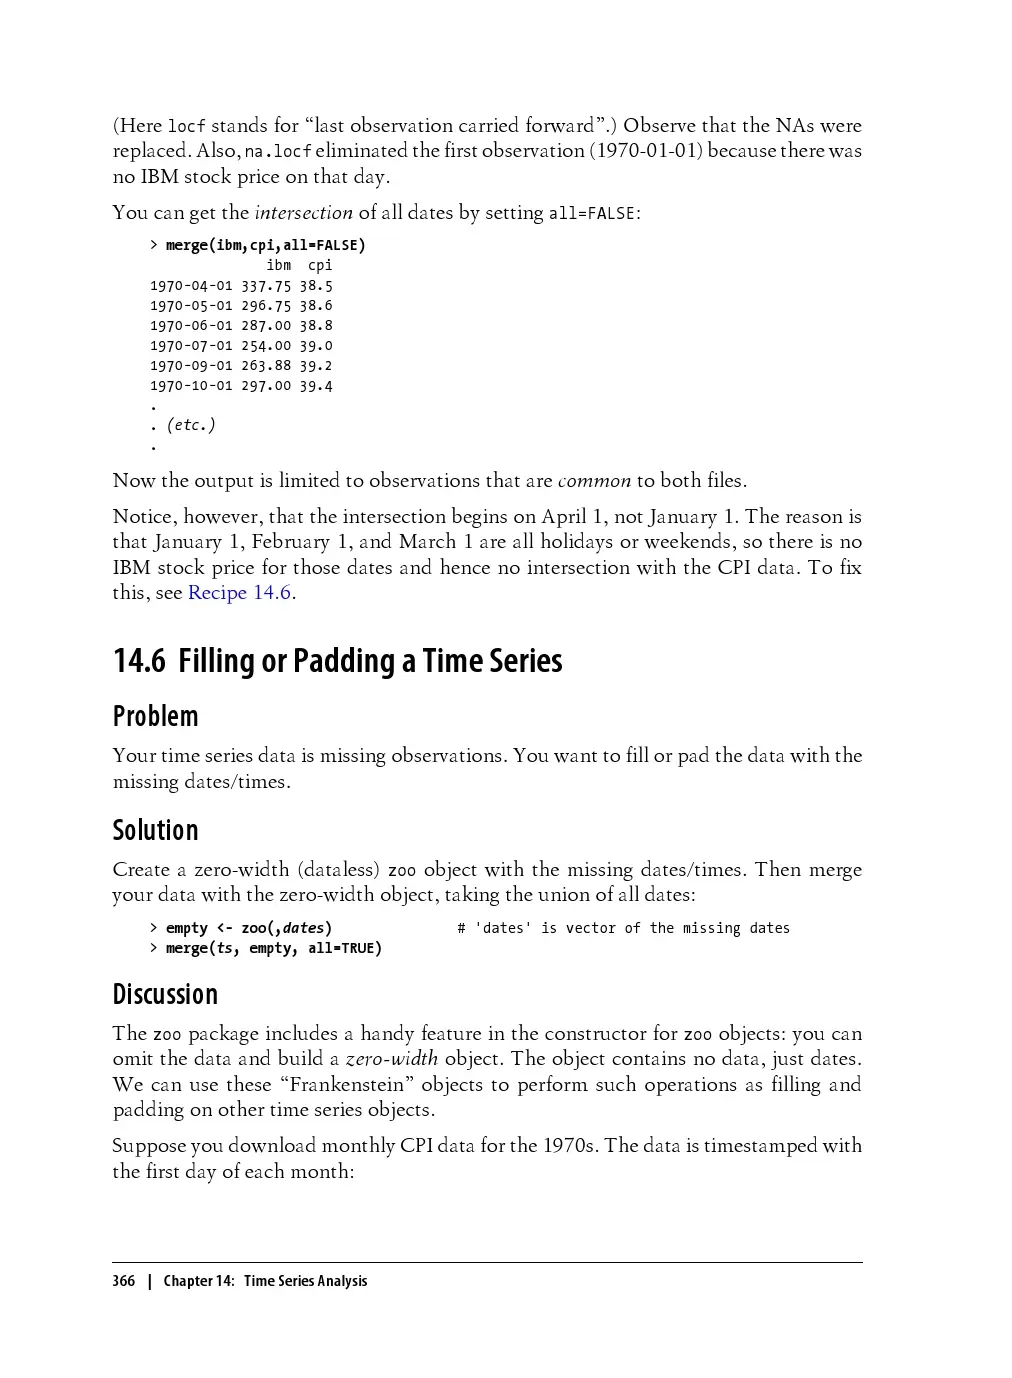 (Here locf stands for “last observation carried forward”.) Observe that the NAs were
replaced. Also, na.locf eliminated the first observation (1970-01-01) because there was
no IBM stock price on that day.
You can get the intersection of all dates by setting all=FALSE:
> merge(ibm,cpi,all=FALSE)
ibm cpi
1970-04-01 337.75 38.5
1970-05-01 296.75 38.6
1970-06-01 287.00 38.8
1970-07-01 254.00 39.0
1970-09-01 263.88 39.2
1970-10-01 297.00 39.4
.
. (etc.)
.
Now the output is limited to observations that are common to both files.
Notice, however, that the intersection begins on April 1, not January 1. The reason is
that January 1, February 1, and March 1 are all holidays or weekends, so there is no
IBM stock price for those dates and hence no intersection with the CPI data. To fix
this, see Recipe 14.6.
14.6 Filling or Padding a Time Series
Problem
Your time series data is missing observations. You want to fill or pad the data with the
missing dates/times.
Solution
Create a zero-width (dataless) zoo object with the missing dates/times. Then merge
your data with the zero-width object, taking the union of all dates:
> empty <- zoo(,dates) # 'dates' is vector of the missing dates
> merge(ts, empty, all=TRUE)
Discussion
The zoo package includes a handy feature in the constructor for zoo objects: you can
omit the data and build a zero-width object. The object contains no data, just dates.
We can use these “Frankenstein” objects to perform such operations as filling and
padding on other time series objects.
Suppose you download monthly CPI data for the 1970s. The data is timestamped with
the first day of each month:
366 | Chapter 14: Time Series Analysis